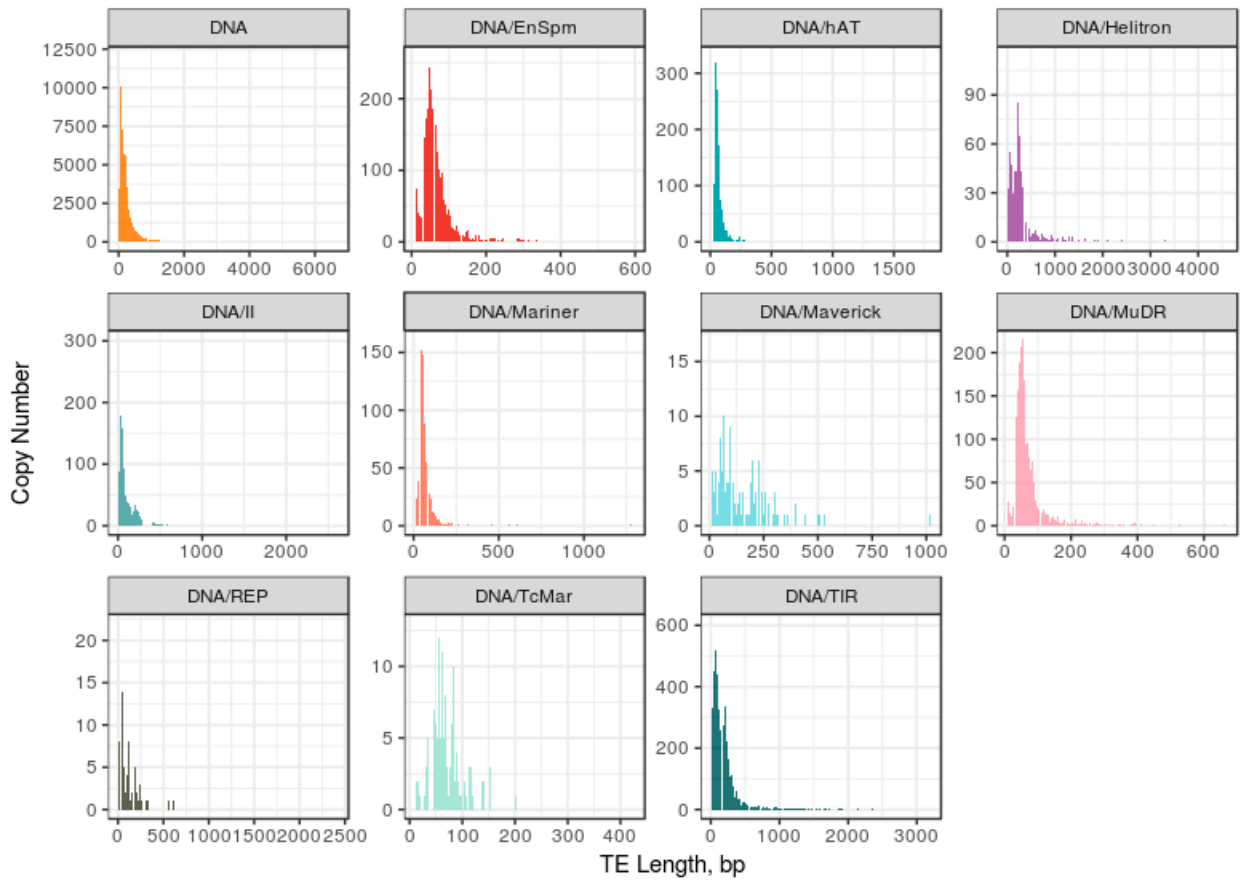 DNA
DNA/EnSpm
DNA/hAT
DNA/Helitron
12500
10000
7500
5000
2500
0
0 2000 4000 6000
200
100
0
0 200 400 600
300
200
100
0
0 500 1000 1500
90
60
30
0
0 1000 2000 3000 4000
DNA/II
DNA/Mariner
DNA/Maverick
DNA/MuDR
300
200
100
0
0 1000 2000
150
100
50
0
0 500 1000
15
10
5
0
0 250 500 750 1000
200
150
100
50
0
0 200 400 600
DNA/REP
DNA/TcMar
DNA/TIR
20
15
10
5
0
0 500 1000 1500 2000 2500
10
5
0
0 100 200 300 400
600
400
200
0
0 1000 2000 3000
Copy Number
TE Length, bp